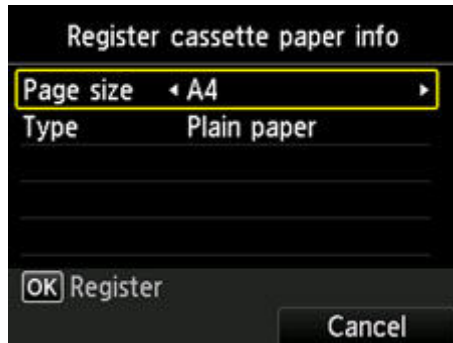 Register cassette paper info
Page size A4
Type Plain paper
OK Register
Cancel